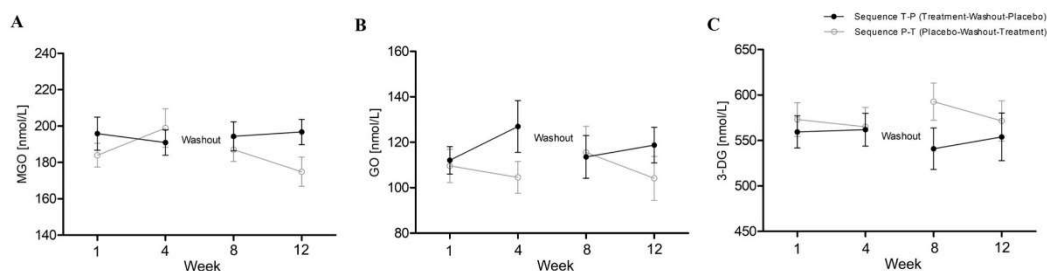 Sequence T-P (Treatment-Washout-Placebo)
Sequence P-T (Placebo-Washout-Treatment)
A
240
220
200
180
160
140
MGO [nmol/L]
Washout
1
4
8
12
Week
B
160
140
120
100
80
GO [nmol/L]
Washout
1
4
8
12
Week
C
650
600
550
500
450
3-DG [nmol/L]
Washout
1
4
8
12
Week